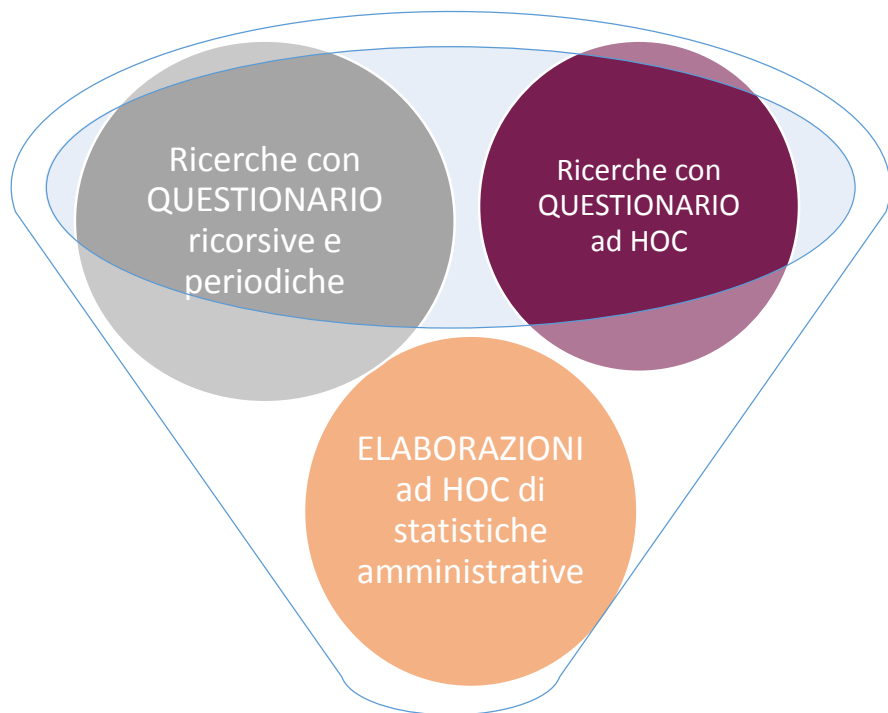 Ricerche con
QUESTIONARIO
ricorsive e
periodiche
Ricerche con
QUESTIONARIO
ad HOC
ELABORAZIONI
ad HOC di
statistiche
amministrative